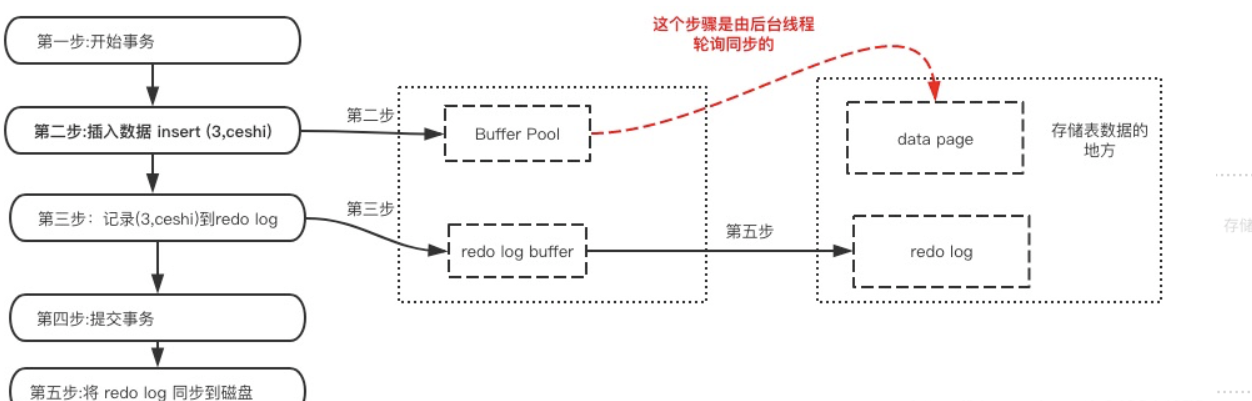 这个步骤是由后台线程
轮询同步的
第一步:开始事务
第二步:插入数据 insert (3,ceshi)
第二步
Buffer Pool
data page
存储表数据的
地方
第三步：记录(3,ceshi)到redo log
第三步
redo log buffer
第五步
redo log
存储
第四步:提交事务
第五步:将 redo log 同步到磁盘